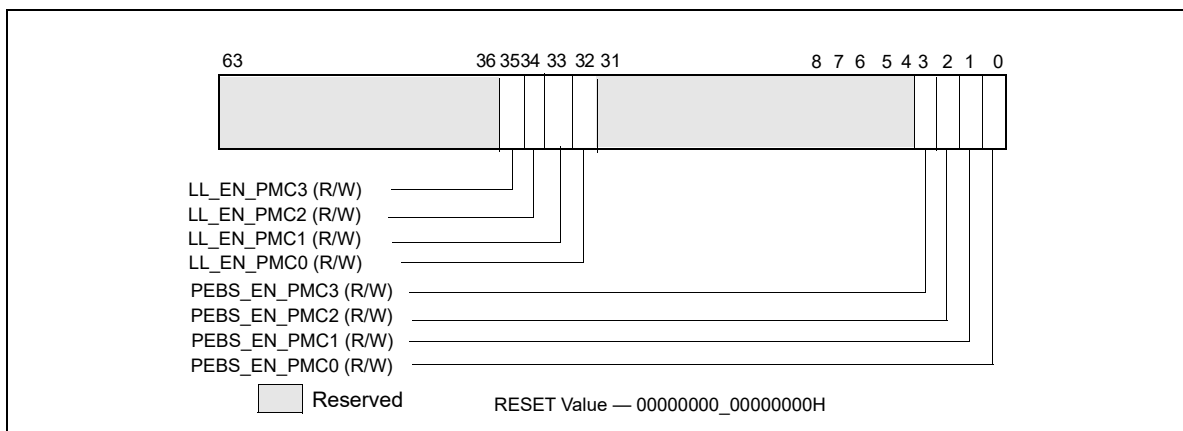 63 36 35 34 33 32 31 8 7 6 5 4 3 2 1 0
LL_EN_PMC3 (R/W)
LL_EN_PMC2 (R/W)
LL_EN_PMC1 (R/W)
LL_EN_PMC0 (R/W)
PEBS_EN_PMC3 (R/W)
PEBS_EN_PMC2 (R/W)
PEBS_EN_PMC1 (R/W)
PEBS_EN_PMC0 (R/W)
Reserved RESET Value — 00000000_00000000H